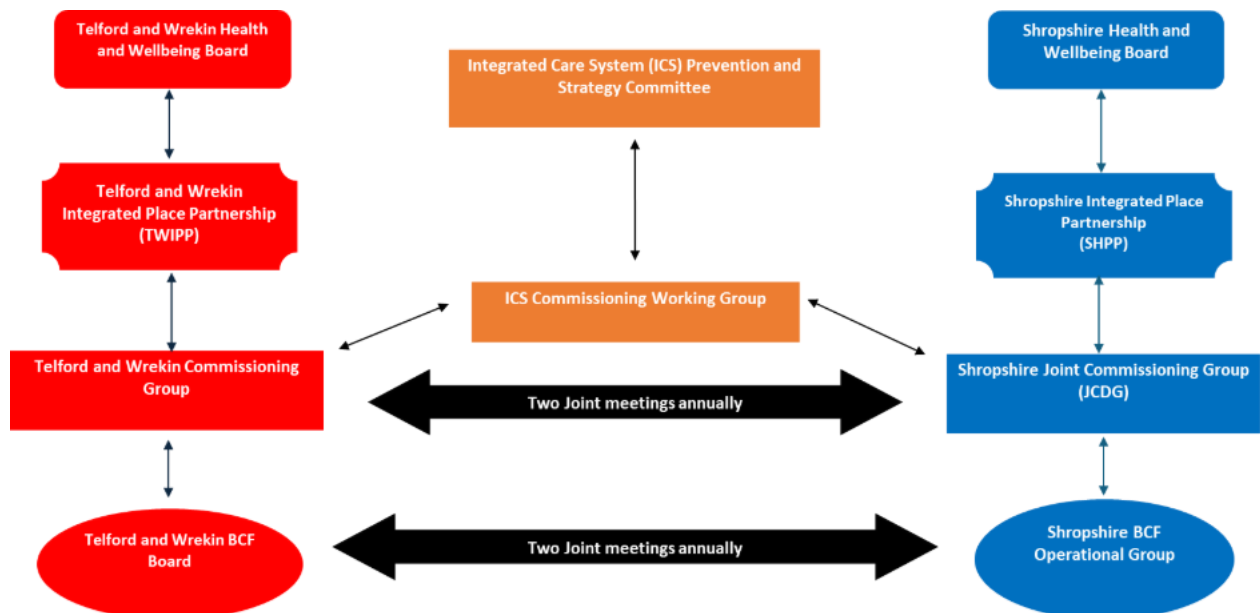 Telford and Wrekin Health
and Wellbeing Board
Integrated Care System (ICS) Prevention and
Strategy Committee
Shropshire Health and
Wellbeing Board
Telford and Wrekin
Integrated Place Partnership
(TWIPP)
Shropshire Integrated Place
Partnership
(SHPP)
ICS Commissioning Working Group
Telford and Wrekin Commissioning
Group
Two Joint meetings annually
Shropshire Joint Commissioning Group
(JCDG)
Telford and Wrekin BCF
Board
Two Joint meetings annually
Shropshire BCF
Operational Group